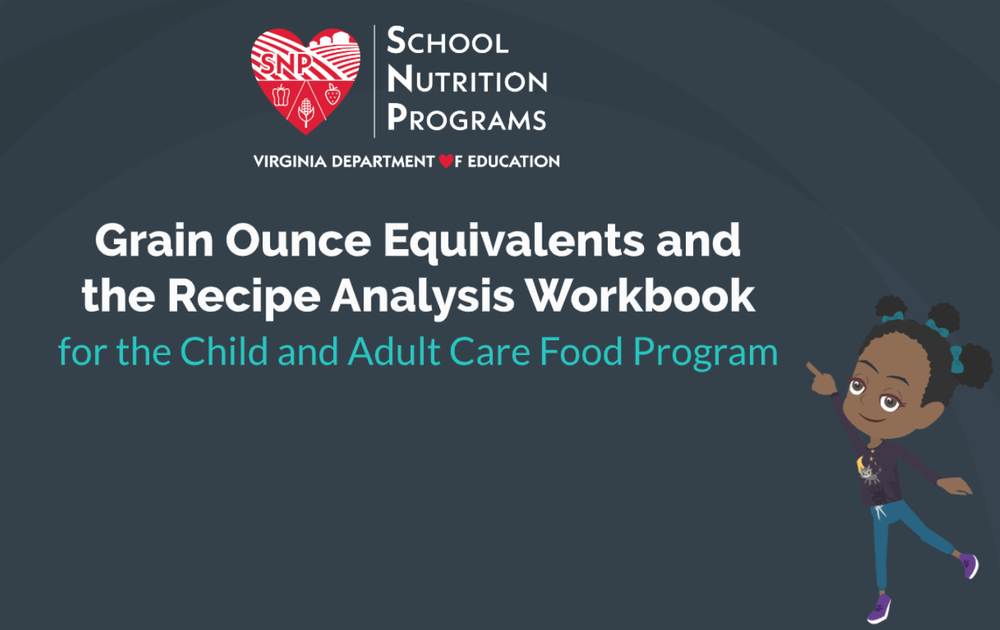 SNP
SCHOOL
NUTRITION
PROGRAMS
VIRGINIA DEPARTMENT ♥F EDUCATION
Grain Ounce Equivalents and
the Recipe Analysis Workbook
for the Child and Adult Care Food Program